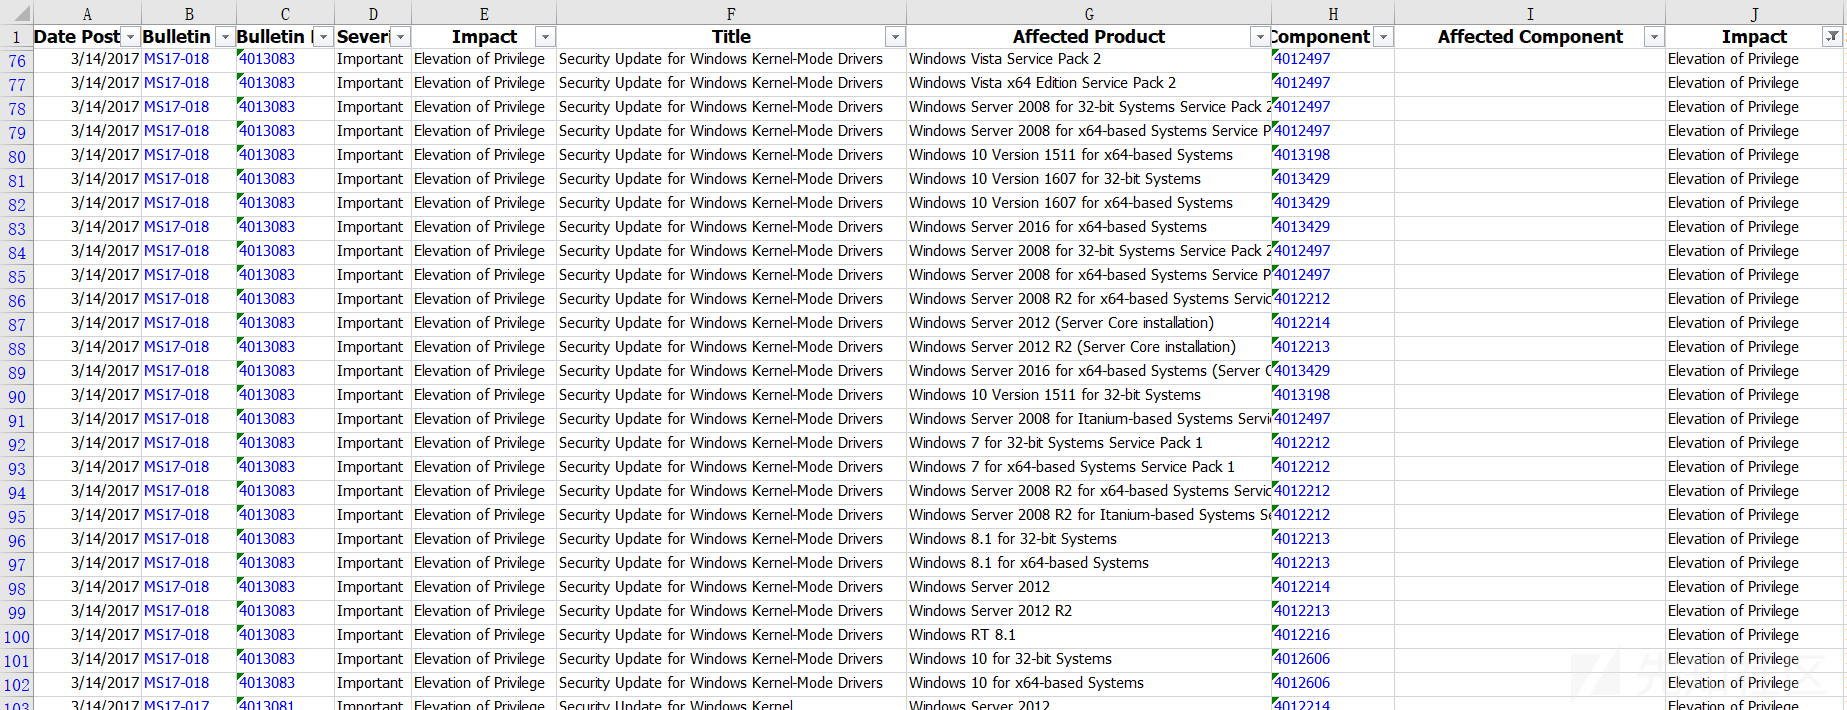 A B C D E F G H I J
1 Date Post Bulletin Bulletin Severi Impact Title Affected Product Component Affected Component Impact
76 3/14/2017 MS17-018 4013083 Important Elevation of Privilege Security Update for Windows Kernel-Mode Drivers Windows Vista Service Pack 2 4012497 Elevation of Privilege
77 3/14/2017 MS17-018 4013083 Important Elevation of Privilege Security Update for Windows Kernel-Mode Drivers Windows Vista x64 Edition Service Pack 2 4012497 Elevation of Privilege
78 3/14/2017 MS17-018 4013083 Important Elevation of Privilege Security Update for Windows Kernel-Mode Drivers Windows Server 2008 for 32-bit Systems Service Pack 2 4012497 Elevation of Privilege
79 3/14/2017 MS17-018 4013083 Important Elevation of Privilege Security Update for Windows Kernel-Mode Drivers Windows Server 2008 for x64-based Systems Service P 4012497 Elevation of Privilege
80 3/14/2017 MS17-018 4013083 Important Elevation of Privilege Security Update for Windows Kernel-Mode Drivers Windows 10 Version 1511 for x64-based Systems 4013198 Elevation of Privilege
81 3/14/2017 MS17-018 4013083 Important Elevation of Privilege Security Update for Windows Kernel-Mode Drivers Windows 10 Version 1607 for 32-bit Systems 4013429 Elevation of Privilege
82 3/14/2017 MS17-018 4013083 Important Elevation of Privilege Security Update for Windows Kernel-Mode Drivers Windows 10 Version 1607 for x64-based Systems 4013429 Elevation of Privilege
83 3/14/2017 MS17-018 4013083 Important Elevation of Privilege Security Update for Windows Kernel-Mode Drivers Windows Server 2016 for x64-based Systems 4013429 Elevation of Privilege
84 3/14/2017 MS17-018 4013083 Important Elevation of Privilege Security Update for Windows Kernel-Mode Drivers Windows Server 2008 for 32-bit Systems Service Pack 2 4012497 Elevation of Privilege
85 3/14/2017 MS17-018 4013083 Important Elevation of Privilege Security Update for Windows Kernel-Mode Drivers Windows Server 2008 for x64-based Systems Service P 4012497 Elevation of Privilege
86 3/14/2017 MS17-018 4013083 Important Elevation of Privilege Security Update for Windows Kernel-Mode Drivers Windows Server 2008 R2 for x64-based Systems Servic 4012212 Elevation of Privilege
87 3/14/2017 MS17-018 4013083 Important Elevation of Privilege Security Update for Windows Kernel-Mode Drivers Windows Server 2012 (Server Core installation) 4012214 Elevation of Privilege
88 3/14/2017 MS17-018 4013083 Important Elevation of Privilege Security Update for Windows Kernel-Mode Drivers Windows Server 2012 R2 (Server Core installation) 4012213 Elevation of Privilege
89 3/14/2017 MS17-018 4013083 Important Elevation of Privilege Security Update for Windows Kernel-Mode Drivers Windows Server 2016 for x64-based Systems (Server C 4013429 Elevation of Privilege
90 3/14/2017 MS17-018 4013083 Important Elevation of Privilege Security Update for Windows Kernel-Mode Drivers Windows 10 Version 1511 for 32-bit Systems 4013198 Elevation of Privilege
91 3/14/2017 MS17-018 4013083 Important Elevation of Privilege Security Update for Windows Kernel-Mode Drivers Windows Server 2008 for Itanium-based Systems Servi 4012497 Elevation of Privilege
92 3/14/2017 MS17-018 4013083 Important Elevation of Privilege Security Update for Windows Kernel-Mode Drivers Windows 7 for 32-bit Systems Service Pack 1 4012212 Elevation of Privilege
93 3/14/2017 MS17-018 4013083 Important Elevation of Privilege Security Update for Windows Kernel-Mode Drivers Windows 7 for x64-based Systems Service Pack 1 4012212 Elevation of Privilege
94 3/14/2017 MS17-018 4013083 Important Elevation of Privilege Security Update for Windows Kernel-Mode Drivers Windows Server 2008 R2 for x64-based Systems Servic 4012212 Elevation of Privilege
95 3/14/2017 MS17-018 4013083 Important Elevation of Privilege Security Update for Windows Kernel-Mode Drivers Windows Server 2008 R2 for Itanium-based Systems Se 4012212 Elevation of Privilege
96 3/14/2017 MS17-018 4013083 Important Elevation of Privilege Security Update for Windows Kernel-Mode Drivers Windows 8.1 for 32-bit Systems 4012213 Elevation of Privilege
97 3/14/2017 MS17-018 4013083 Important Elevation of Privilege Security Update for Windows Kernel-Mode Drivers Windows 8.1 for x64-based Systems 4012213 Elevation of Privilege
98 3/14/2017 MS17-018 4013083 Important Elevation of Privilege Security Update for Windows Kernel-Mode Drivers Windows Server 2012 4012214 Elevation of Privilege
99 3/14/2017 MS17-018 4013083 Important Elevation of Privilege Security Update for Windows Kernel-Mode Drivers Windows Server 2012 R2 4012213 Elevation of Privilege
100 3/14/2017 MS17-018 4013083 Important Elevation of Privilege Security Update for Windows Kernel-Mode Drivers Windows RT 8.1 4012216 Elevation of Privilege
101 3/14/2017 MS17-018 4013083 Important Elevation of Privilege Security Update for Windows Kernel-Mode Drivers Windows 10 for 32-bit Systems 4012606 Elevation of Privilege
102 3/14/2017 MS17-018 4013083 Important Elevation of Privilege Security Update for Windows Kernel-Mode Drivers Windows 10 for x64-based Systems 4012606 Elevation of Privilege
103 3/14/2017 MS17-017 4013081 Important Elevation of Privilege Security Update for Windows Kernel Windows Server 2012 4012214 Elevation of Privilege